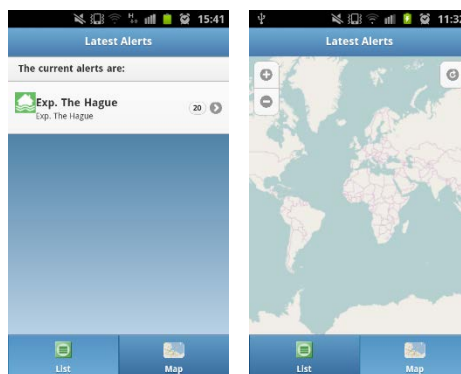 15:41
Latest Alerts
The current alerts are:
Exp. The Hague
Exp. The Hague
20
List
Map
11:32
Latest Alerts
List
Map